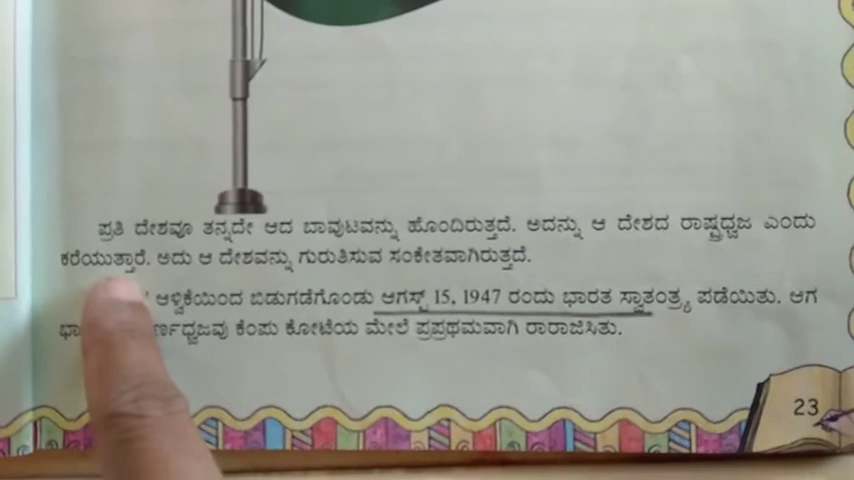 ಪ್ರತಿ ದೇಶವೂ ತನ್ನದೇ ಆದ ಬಾವುಟವನ್ನು ಹೊಂದಿರುತ್ತದೆ. ಅದನ್ನು ಆ ದೇಶದ ರಾಷ್ಟ್ರಧ್ವಜ ಎಂದು
ಕರೆಯುತ್ತಾರೆ. ಅದು ಆ ದೇಶವನ್ನು ಗುರುತಿಸುವ ಸಂಕೇತವಾಗಿರುತ್ತದೆ.
ಆಳ್ವಿಕೆಯಿಂದ ಬಿಡುಗಡೆಗೊಂಡು ಆಗಸ್ಟ್ 15, 1947 ರಂದು ಭಾರತ ಸ್ವಾತಂತ್ರ್ಯ ಪಡೆಯಿತು. ಆಗ
ಕೆಂಪು ಕೋಟೆಯ ಮೇಲೆ ಪ್ರಪ್ರಥಮವಾಗಿ ರಾರಾಜಿಸಿತು.
23